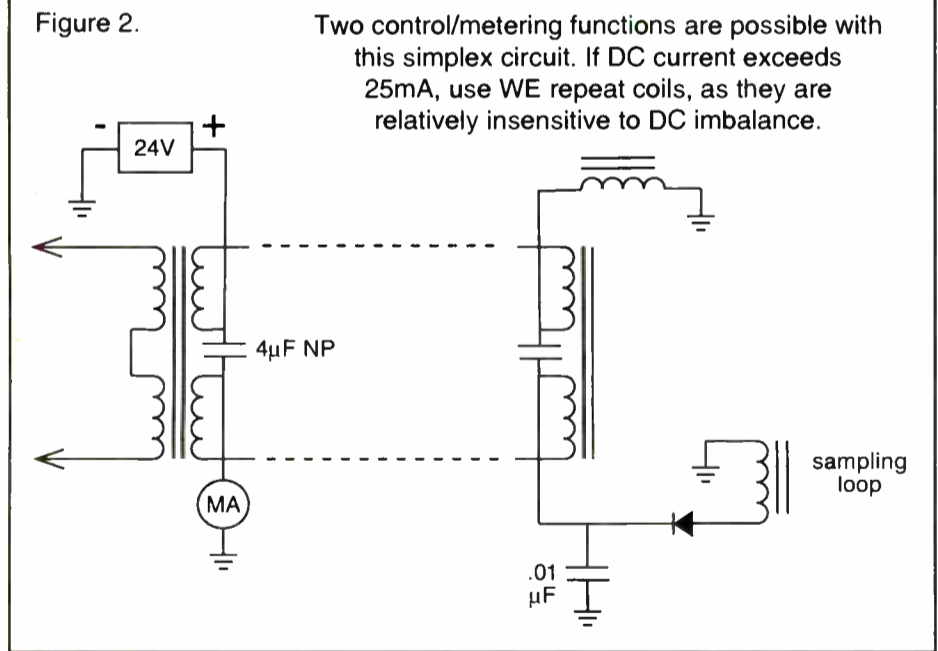 Figure 2.
Two control/metering functions are possible with
this simplex circuit. If DC current exceeds
25mA, use WE repeat coils, as they are
relatively insensitive to DC imbalance.
- +
24V
4µF NP
MA
sampling
loop
.01
µF